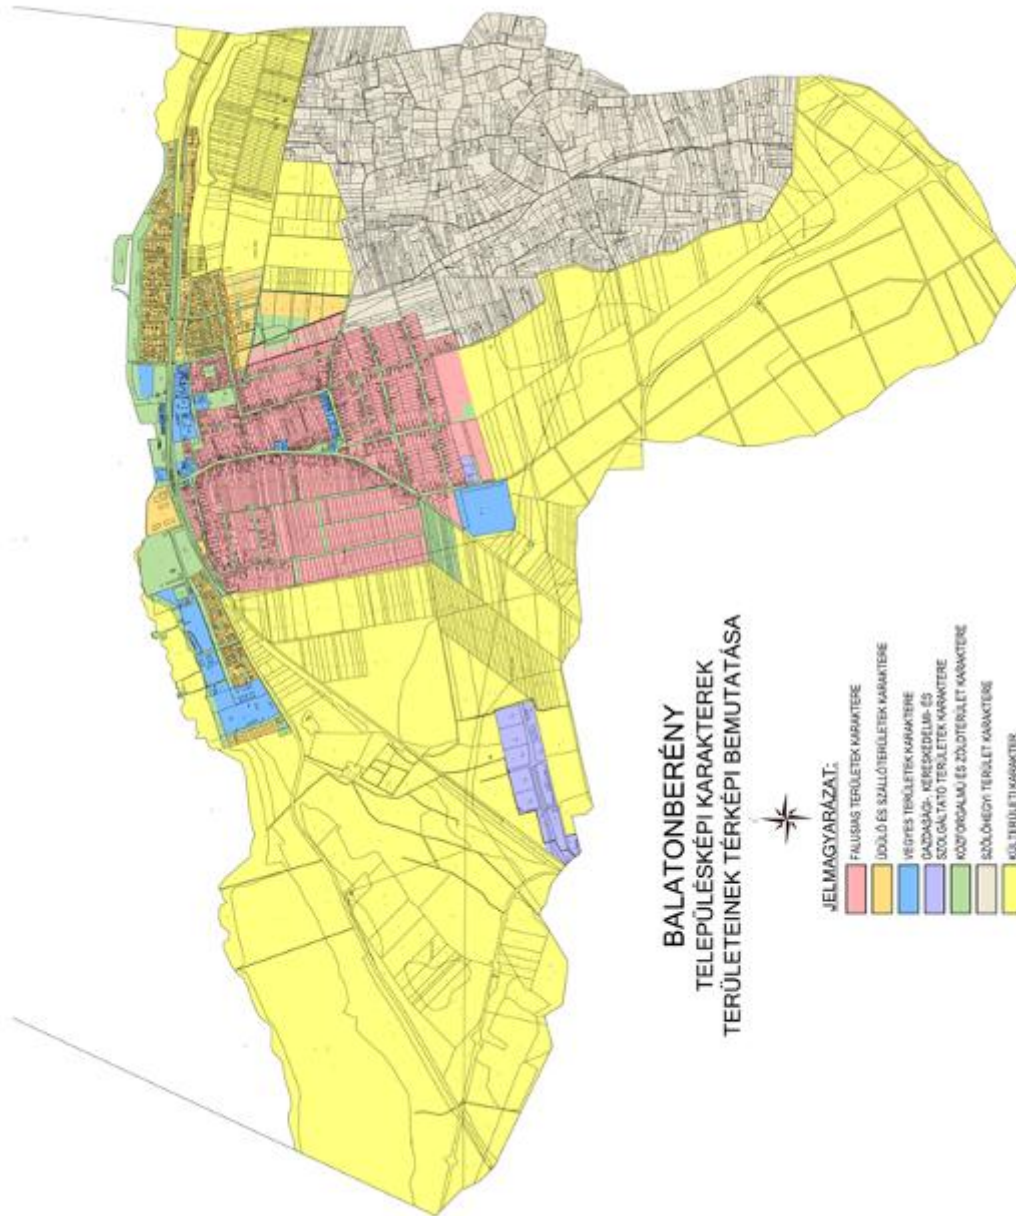 BALATONBERÉNY
TELEPÜLÉSKÉPI KARAKTEREK
TERÜLETEINEK TÉRKÉPI BEMUTATÁSA
JELMAGYARÁZAT:
FALUSIAS TERÜLETEK KARAKTERE
ÜDÜLŐ ÉS SZÁLLÓTERÜLETEK KARAKTERE
VEGYES TERÜLETEK KARAKTERE
GAZDASÁGI-, KERESKEDELMI- ÉS
SZOLGÁLTATÓ TERÜLETEK KARAKTERE
KÖZFORGALMÚ ÉS ZÖLDTERÜLET KARAKTERE
SZŐLŐHEGYI TERÜLET KARAKTERE
KÜLTERÜLETI KARAKTER